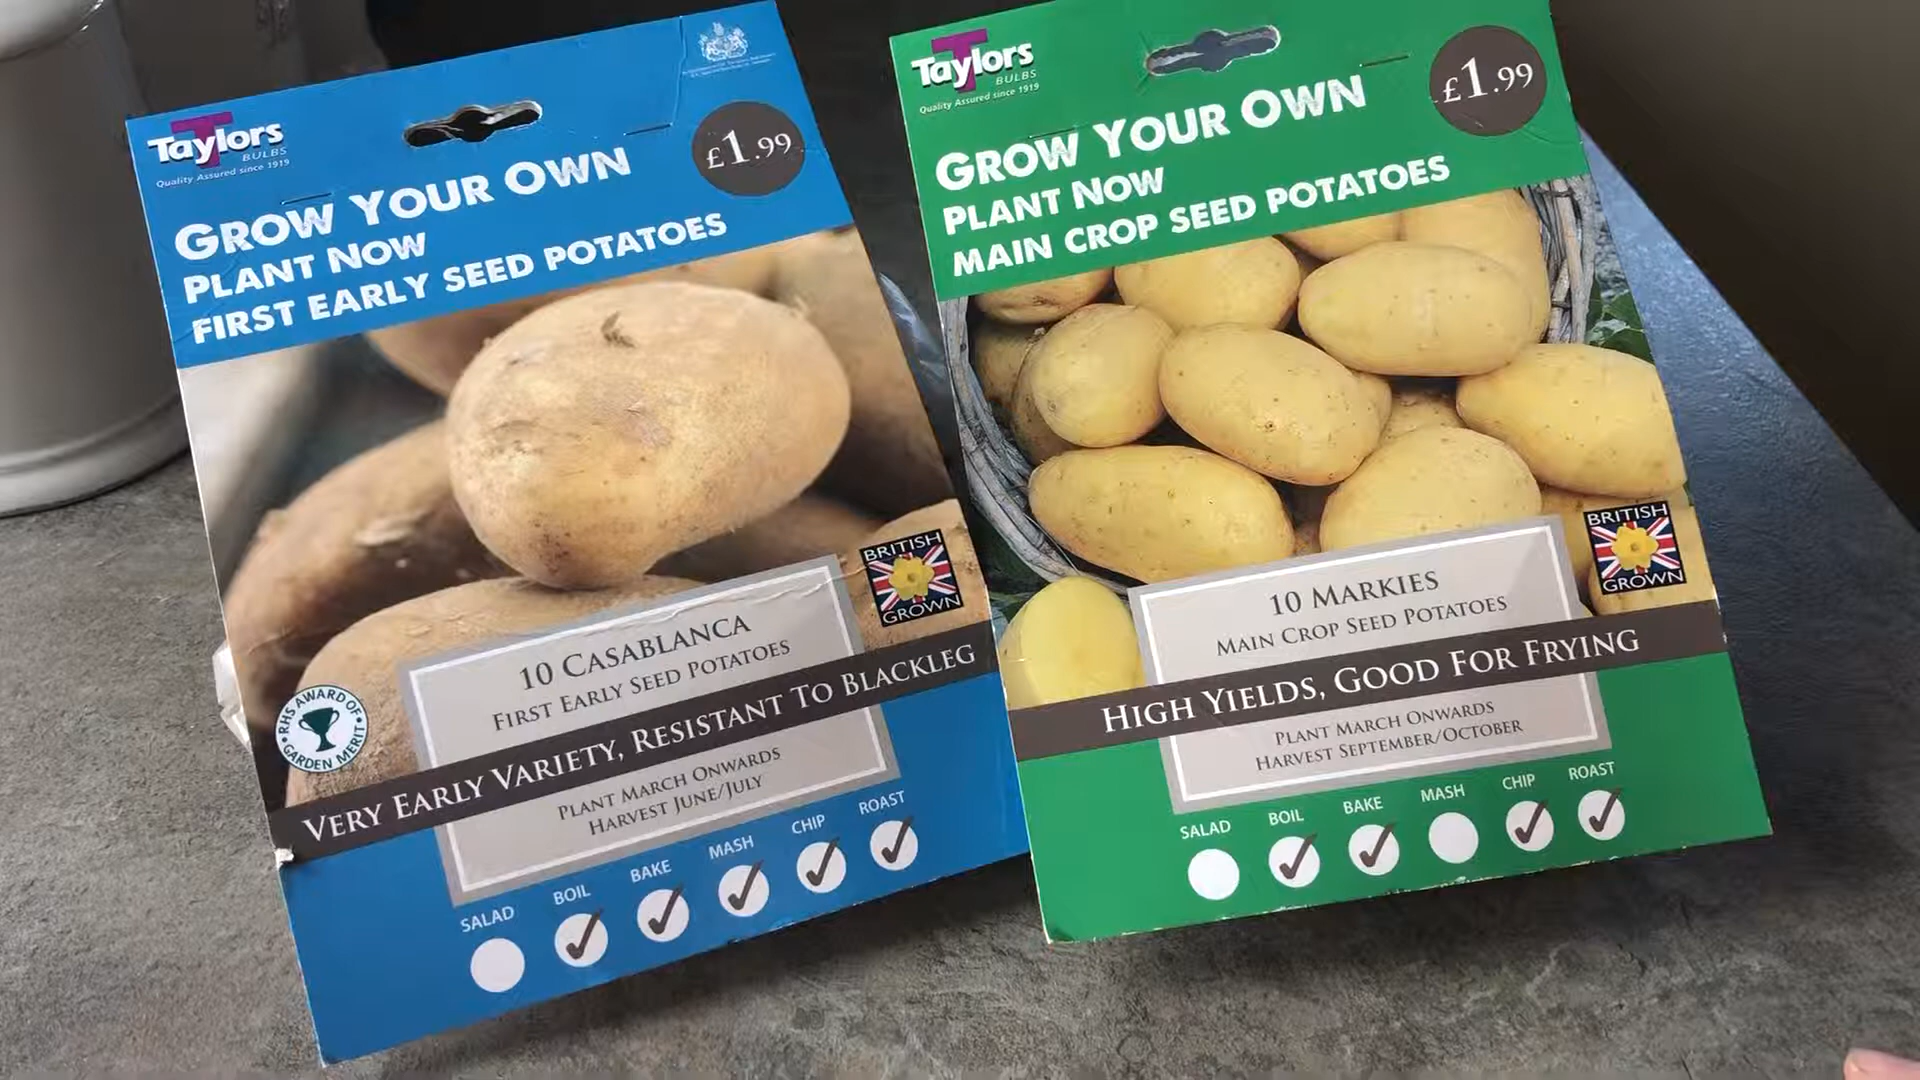 Taylors
BULBS
Quality Assured since 1919
£1.99
GROW YOUR OWN
PLANT NOW
FIRST EARLY SEED POTATOES
BRITISH
GROWN
RHS AWARD OF
GARDEN MERIT
10 CASABLANCA
FIRST EARLY SEED POTATOES
VERY EARLY VARIETY, RESISTANT TO BLACKLEG
PLANT MARCH ONWARDS
HARVEST JUNE/JULY
SALAD BOIL BAKE MASH CHIP ROAST
Taylors
BULBS
Quality Assured since 1919
£1.99
GROW YOUR OWN
PLANT NOW
MAIN CROP SEED POTATOES
BRITISH
GROWN
10 MARKIES
MAIN CROP SEED POTATOES
HIGH YIELDS, GOOD FOR FRYING
PLANT MARCH ONWARDS
HARVEST SEPTEMBER/OCTOBER
SALAD BOIL BAKE MASH CHIP ROAST